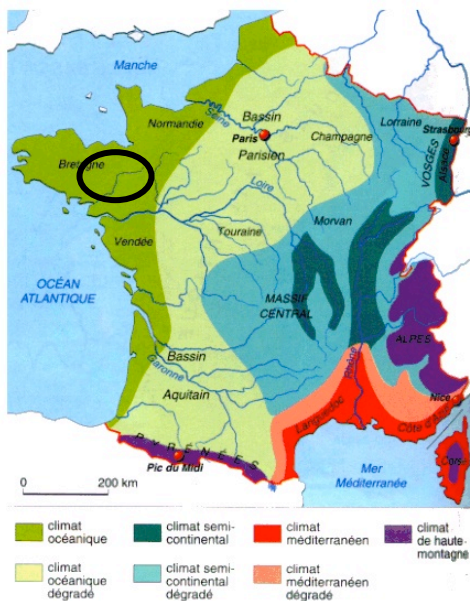 Manche
Normandie
Seine
Bassin
Paris
Parisien
Champagne
Lorraine
Strasbourg
VOSGES
Alsace
Bretagne
Loire
Vendée
Touraine
Morvan
OCÉAN
ATLANTIQUE
MASSIF
CENTRAL
ALPES
Bassin
Garonne
Aquitain
Rhône
Nice
Languedoc
Côte d'Azur
PYRÉNÉES
Pic du Midi
Mer
Méditerranée
Corse
0 200 km
climat
océanique
climat semi-
continental
climat
méditerranéen
climat
de haute-
montagne
climat
océanique
dégradé
climat semi-
continental
dégradé
climat
méditerranéen
dégradé